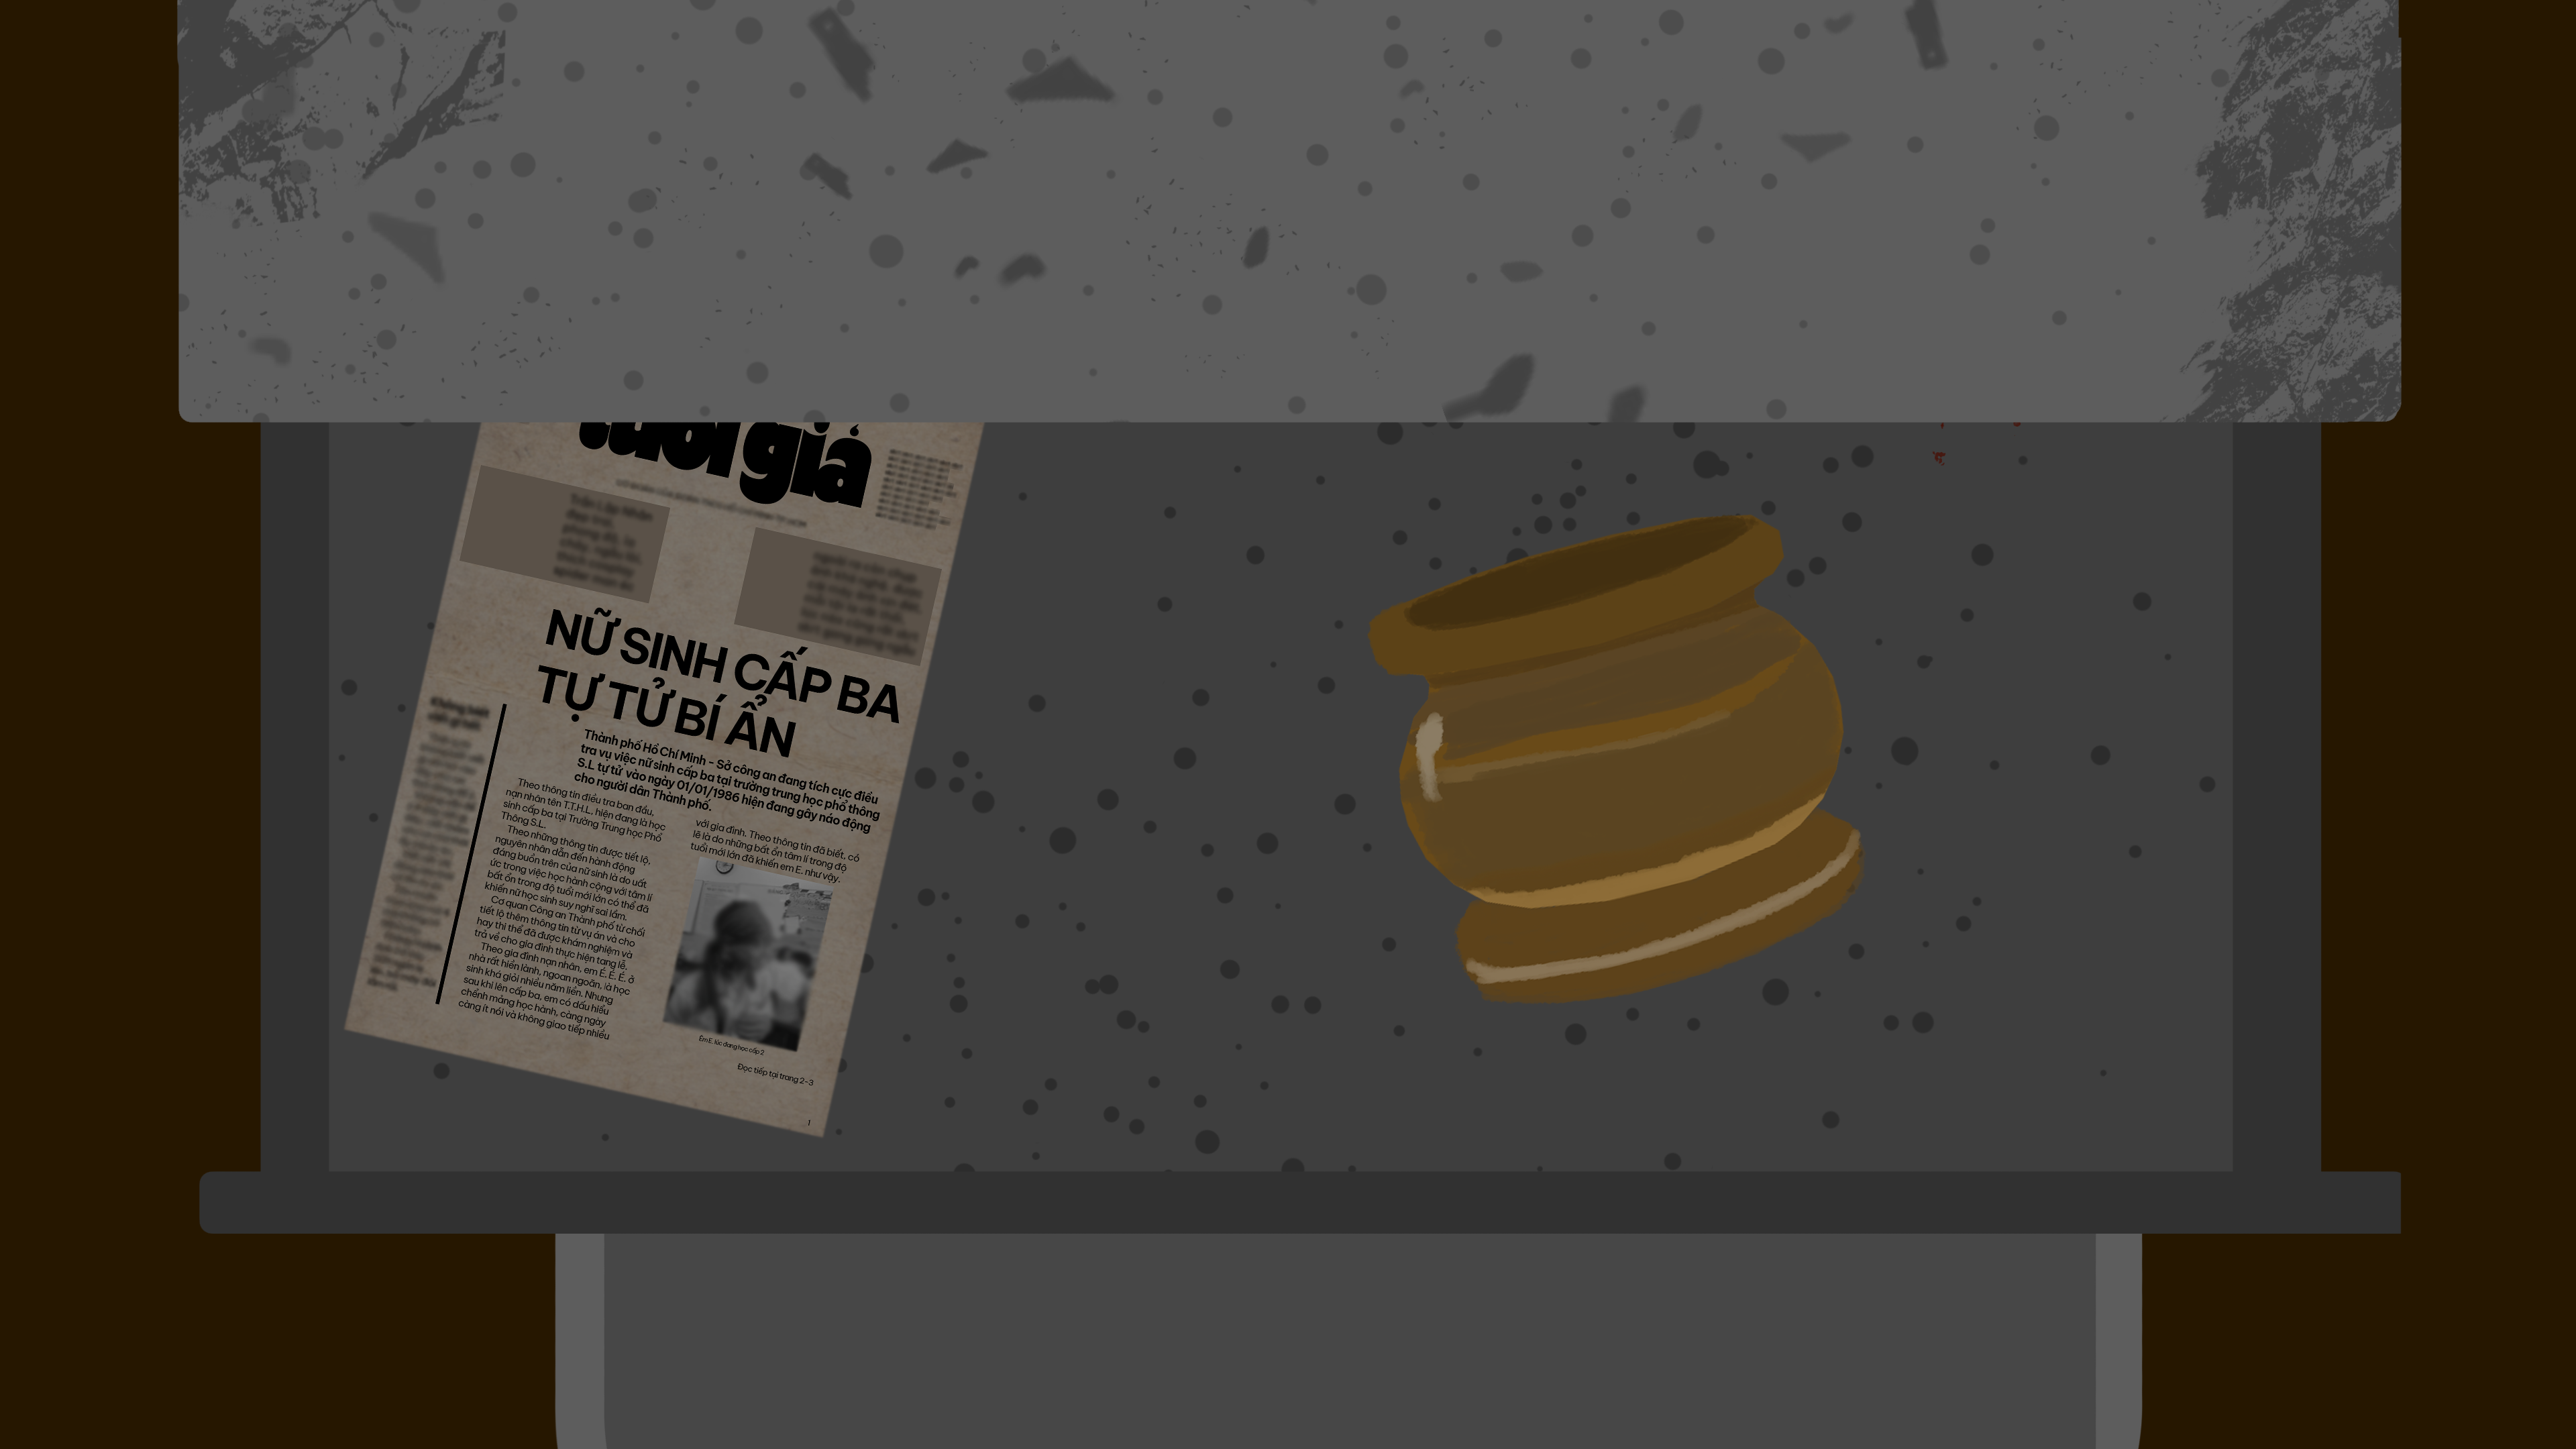 tuổi giả
NỮ SINH CẤP BA
TỰ TỬ BÍ ẨN
Thành phố Hồ Chí Minh - Sở công an đang tích cực điều
tra vụ việc nữ sinh cấp ba tại trường trung học phổ thông
S.L tự tử vào ngày 01/01/1986 hiện đang gây náo động
cho người dân Thành phố.
Theo thông tin điều tra ban đầu,
nạn nhân tên T.T.H.L, hiện đang là học
sinh cấp ba tại Trường Trung học Phổ
Thông S.L.
Theo những thông tin được tiết lộ,
nguyên nhân dẫn đến hành động
đáng buồn trên của nữ sinh là do uất
ức trong việc học hành cộng với tâm lí
bất ổn trong độ tuổi mới lớn có thể đã
khiến nữ học sinh suy nghĩ sai lầm.
Cơ quan Công an Thành phố từ chối
tiết lộ thêm thông tin từ vụ án và cho
hay thi thể đã được khám nghiệm và
trả về cho gia đình thực hiện tang lễ.
Theo gia đình nạn nhân, em É. É. É. ở
nhà rất hiền lành, ngoan ngoãn, là học
sinh khá giỏi nhiều năm liền. Nhưng
sau khi lên cấp ba, em có dấu hiểu
chểnh mảng học hành, càng ngày
càng ít nói và không giao tiếp nhiều
với gia đình. Theo thông tin đã biết, có
lẽ là do những bất ổn tâm lí trong độ
tuổi mới lớn đã khiến em E. như vậy.
Em E. lúc đang học cấp 2
Đọc tiếp tại trang 2-3
1